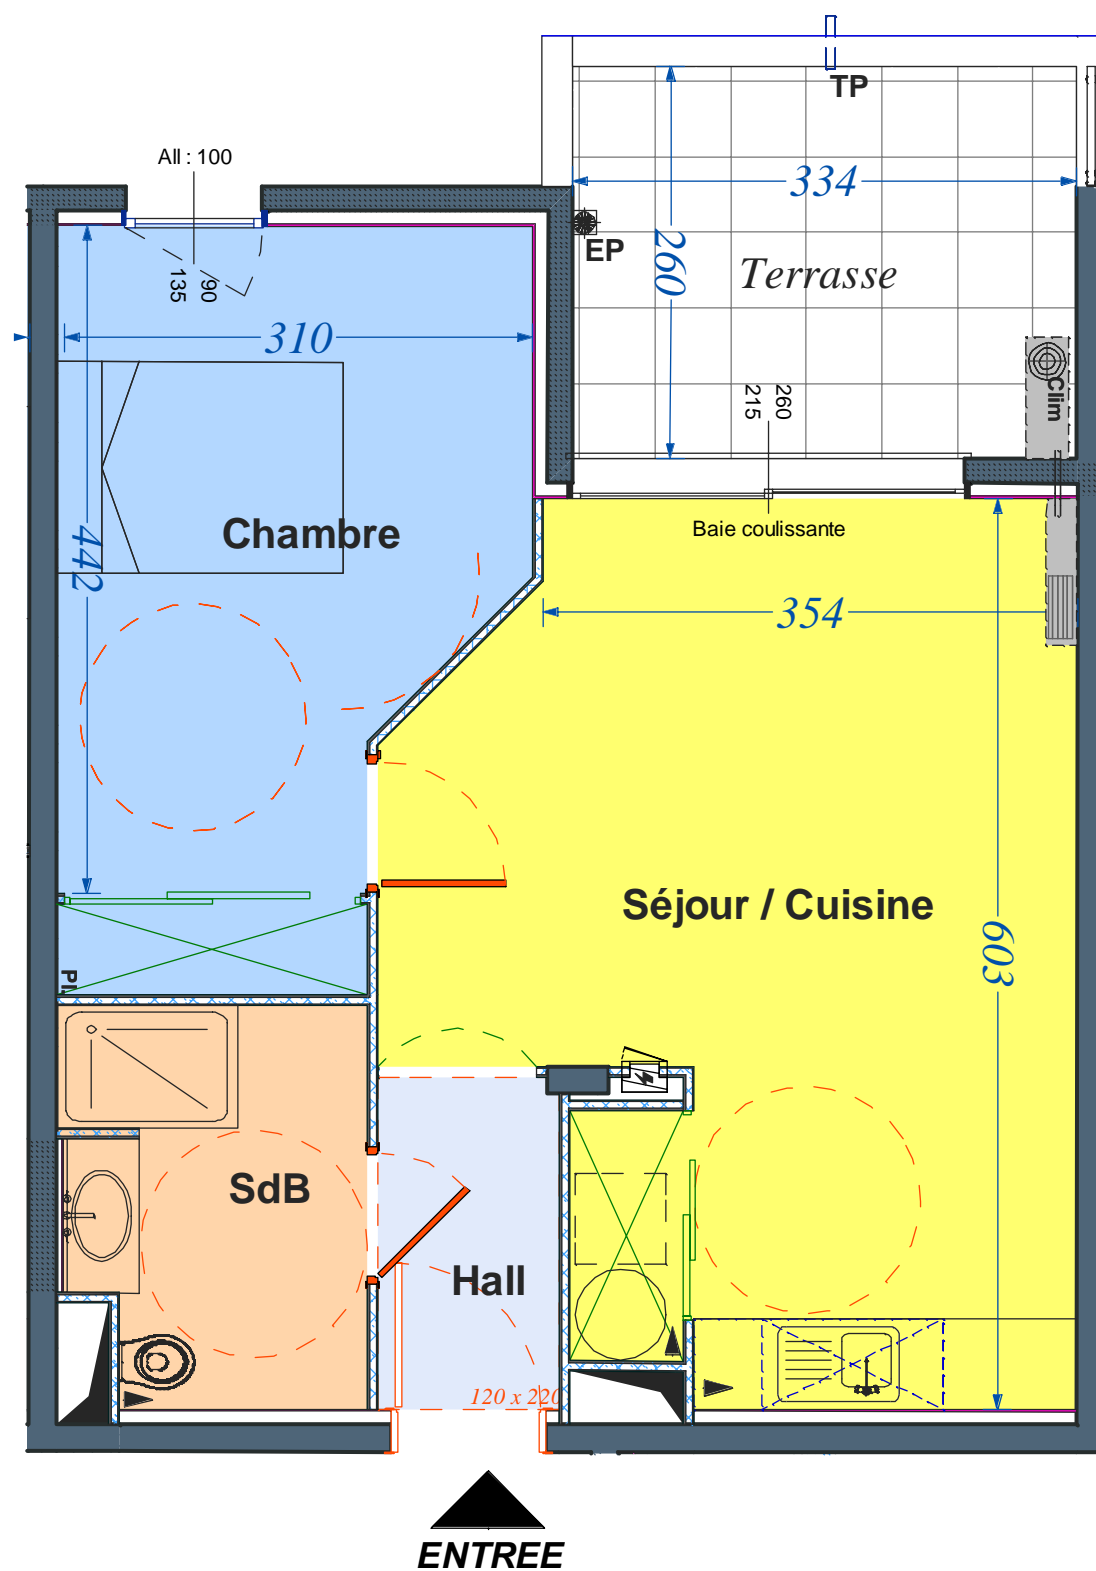 TP
All : 100
334
EP
260
Terrasse
90
135
310
260
215
Clim
Chambre
Baie coulissante
442
354
Séjour / Cuisine
603
Pl.
SdB
Hall
120 x 220
ENTREE